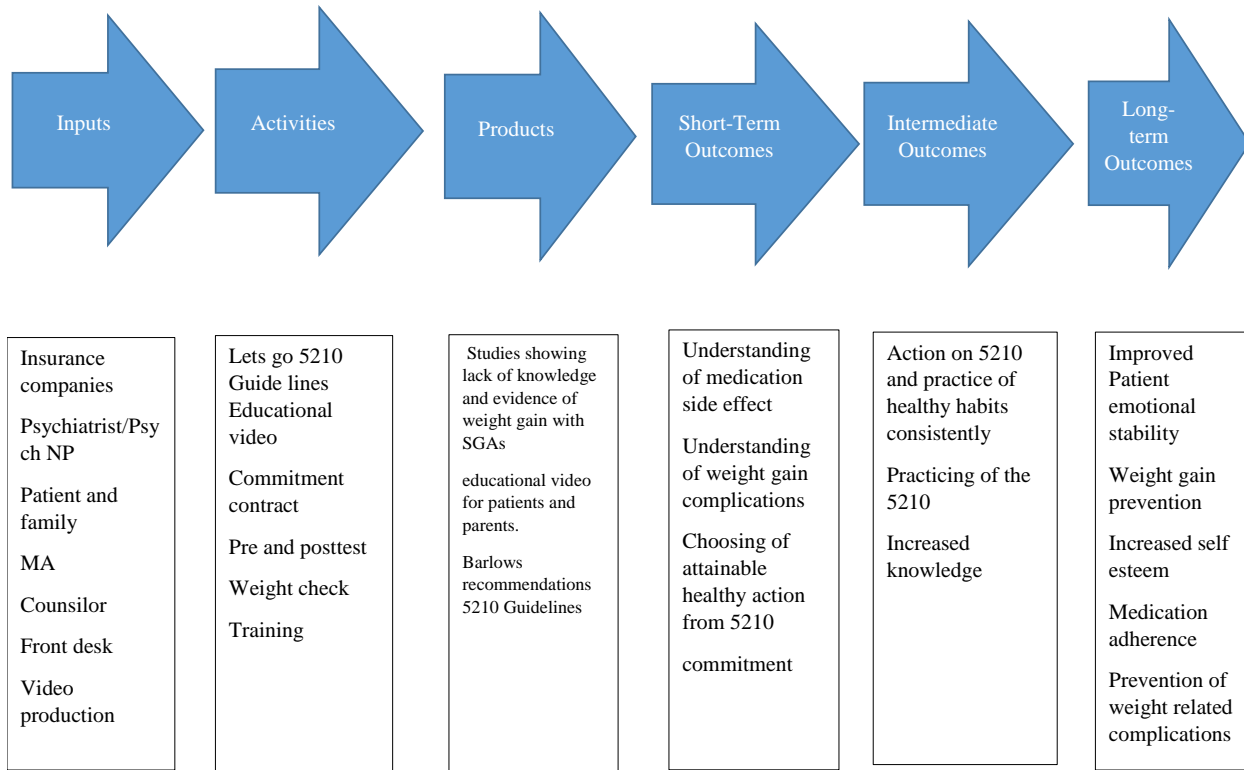 Inputs
Activities
Products
Short-Term
Outcomes
Intermediate
Outcomes
Long-
term
Outcomes
Insurance
companies
Psychiatrist/Psy
ch NP
Patient and
family
MA
Counsilor
Front desk
Video
production
Lets go 5210
Guide lines
Educational
video
Commitment
contract
Pre and posttest
Weight check
Training
Studies showing
lack of knowledge
and evidence of
weight gain with
SGAs
educational video
for patients and
parents.
Barlows
recommendations
5210 Guidelines
Understanding
of medication
side effect
Understanding
of weight gain
complications
Choosing of
attainable
healthy action
from 5210
commitment
Action on 5210
and practice of
healthy habits
consistently
Practicing of the
5210
Increased
knowledge
Improved
Patient
emotional
stability
Weight gain
prevention
Increased self
esteem
Medication
adherence
Prevention of
weight related
complications